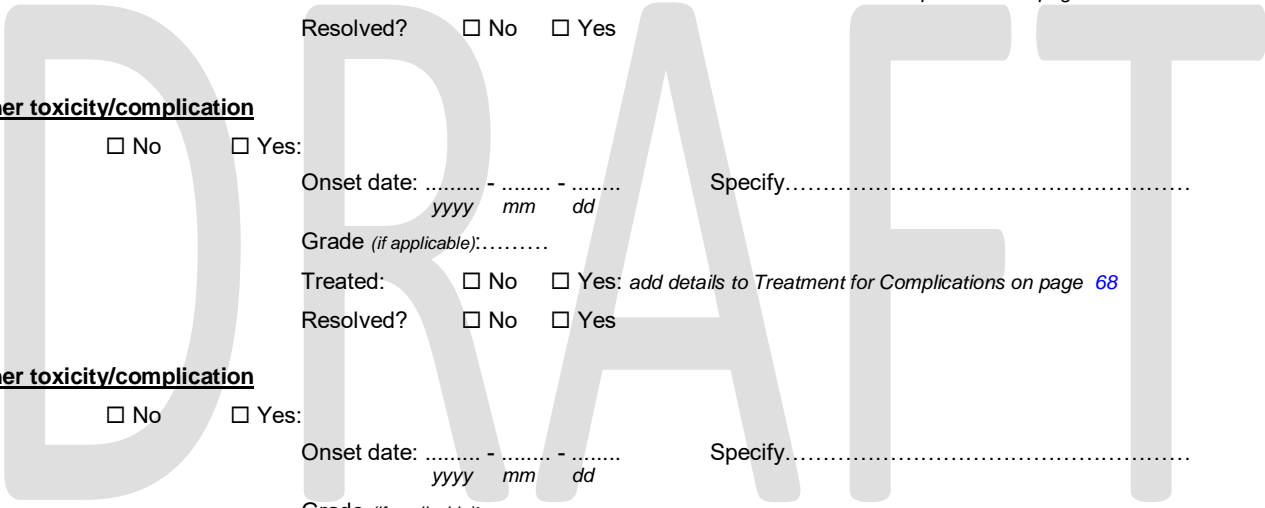 Resolved? ☐ No ☐ Yes
toxicity/complication
☐ No ☐ Yes:
Onset date: ......... - ........ - ........ Specify......................................................
yyyy mm dd
Grade (if applicable):.........
Treated: ☐ No ☐ Yes: add details to Treatment for Complications on page 68
Resolved? ☐ No ☐ Yes
toxicity/complication
☐ No ☐ Yes:
Onset date: ......... - ........ - ........ Specify......................................................
yyyy mm dd
DRAFT